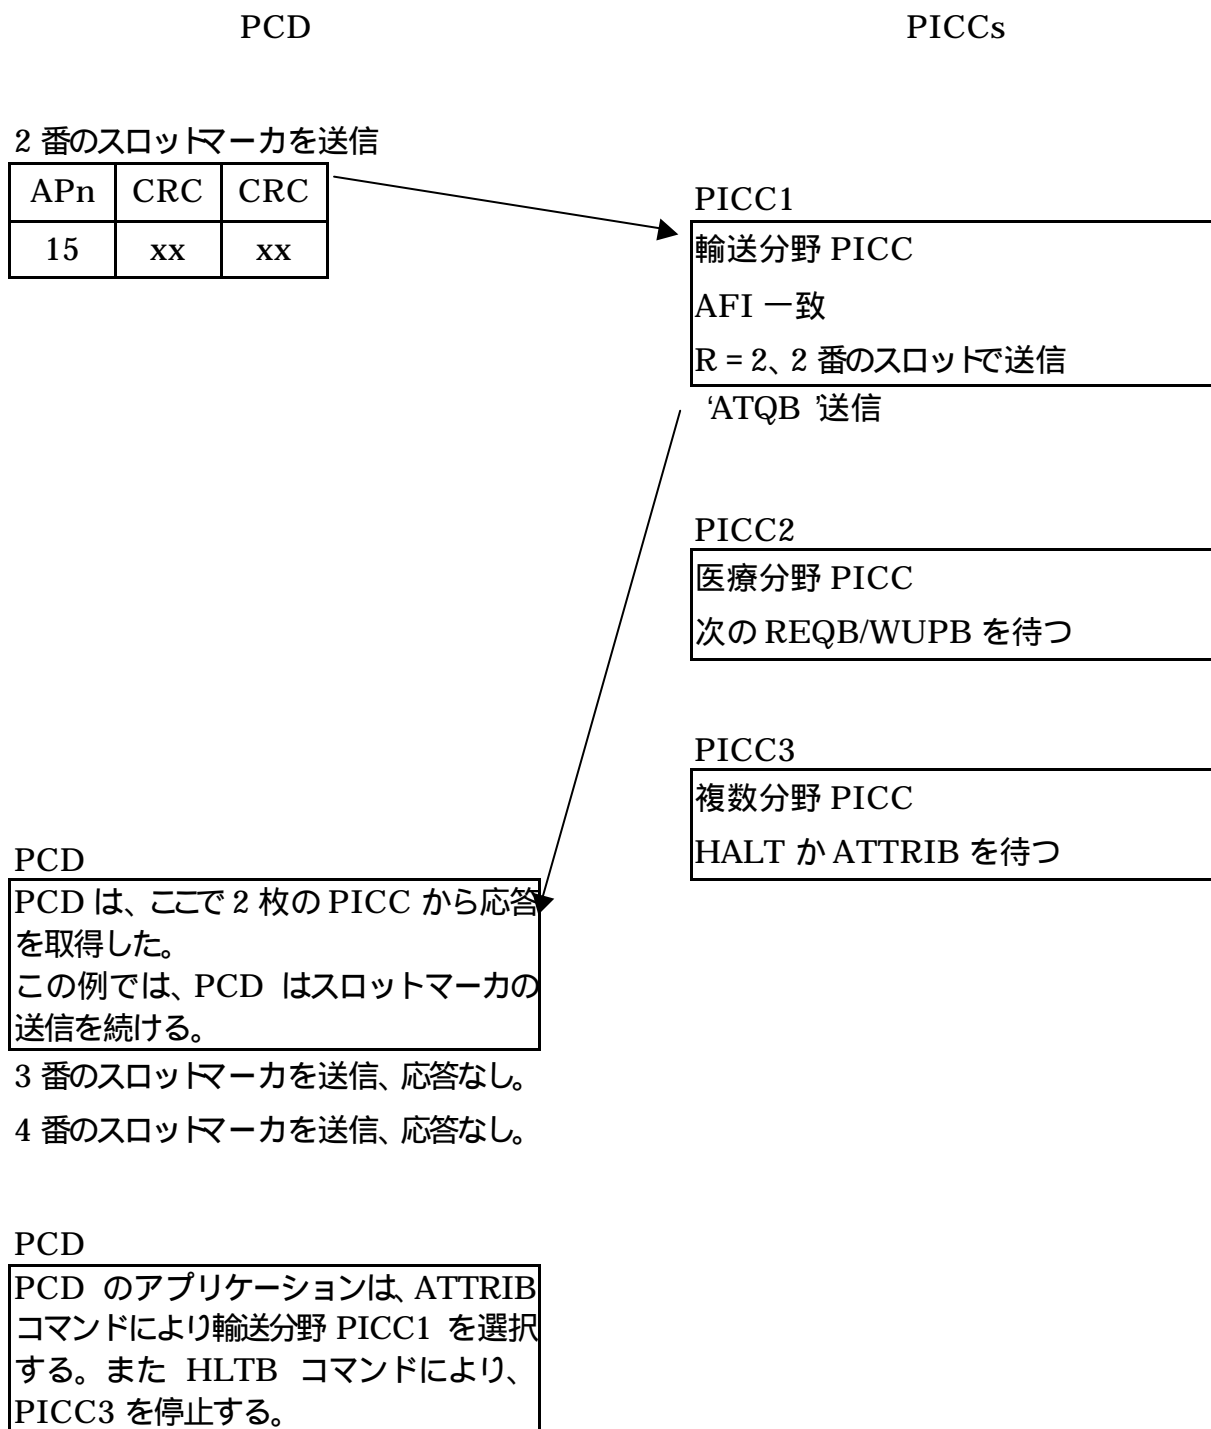 PCD PICCs
2 番のスロットマーカを送信
APn CRC CRC
15 xx xx
PICC1
輸送分野 PICC
AFI 一致
R = 2、2 番のスロットで送信
‘ATQB ’送信
PICC2
医療分野 PICC
次の REQB/WUPB を待つ
PICC3
複数分野 PICC
HALT か ATTRIB を待つ
PCD
PCD は、ここで 2 枚の PICC から応答
を取得した。
この例では、PCD はスロットマーカの
送信を続ける。
3 番のスロットマーカを送信、応答なし。
4 番のスロットマーカを送信、応答なし。
PCD
PCD のアプリケーションは、ATTRIB
コマンドにより輸送分野 PICC1 を選択
する。また HLTB コマンドにより、
PICC3 を停止する。